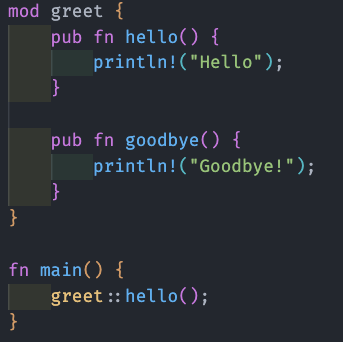 mod greet {
    pub fn hello() {
        println!("Hello");
    }

    pub fn goodbye() {
        println!("Goodbye!");
    }
}

fn main() {
    greet::hello();
}